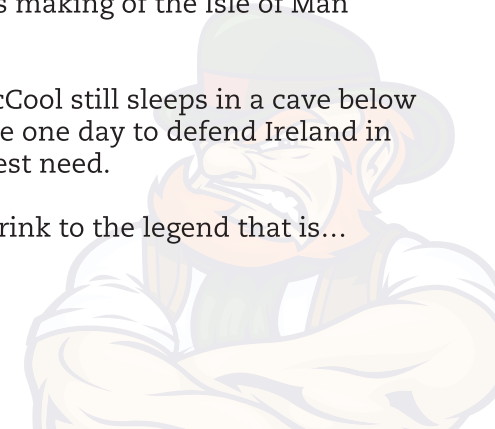 s making of the Isle of Man
cCool still sleeps in a cave below
e one day to defend Ireland in
est need.
rink to the legend that is…